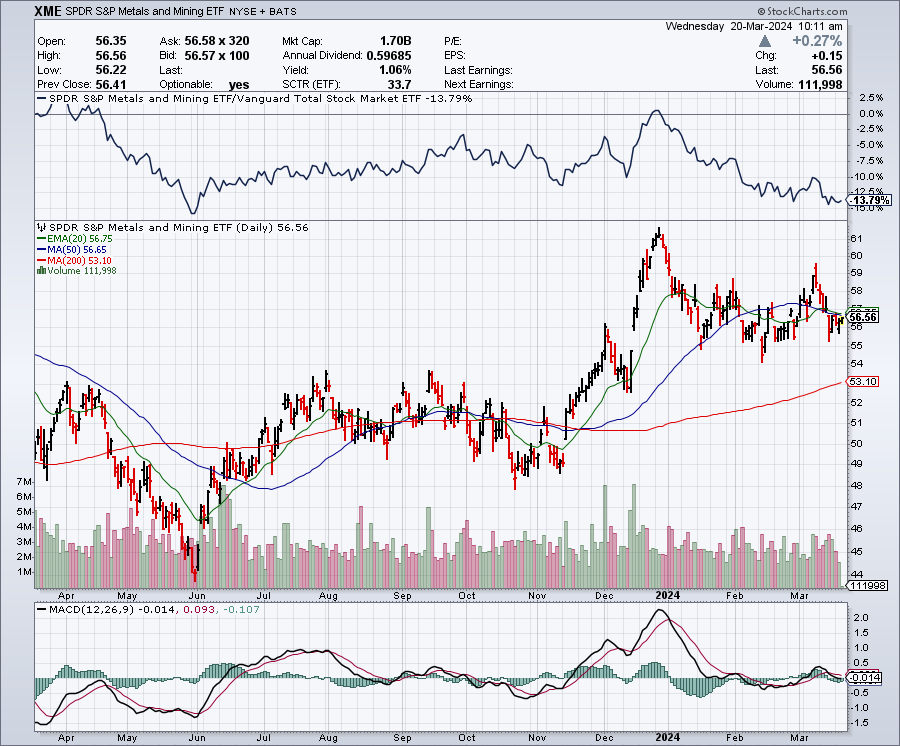 XME SPDR S&P Metals and Mining ETF NYSE + BATS
© StockCharts.com
Wednesday 20-Mar-2024 10:11 am
Open: 56.35 Ask: 56.58 x 320 Mkt Cap: 1.70B P/E: ▲ +0.27%
High: 56.56 Bid: 56.57 x 100 Annual Dividend: 0.59685 EPS: Chg: +0.15
Low: 56.22 Last: Yield: 1.06% Last Earnings: Last: 56.56
Prev Close: 56.41 Optionable: yes SCTR (ETF): 33.7 Next Earnings: Volume: 111,998
SPDR S&P Metals and Mining ETF/Vanguard Total Stock Market ETF -13.79%
2.5%
0.0%
-2.5%
-5.0%
-7.5%
-10.0%
-12.5%
-13.79%
-15.0%
SPDR S&P Metals and Mining ETF (Daily) 56.56
EMA(20) 56.75
MA(50) 56.65
MA(200) 53.10
Volume 111,998
61
60
59
58
57
56.56
56
55
54
53.10
52
51
50
49
48
47
46
45
44
7M
6M
5M
4M
3M
2M
1M
111998
Apr May Jun Jul Aug Sep Oct Nov Dec 2024 Feb Mar
MACD(12,26,9) -0.014, 0.093, -0.107
2.0
1.5
1.0
0.5
-0.014
-0.5
-1.0
-1.5
Apr May Jun Jul Aug Sep Oct Nov Dec 2024 Feb Mar